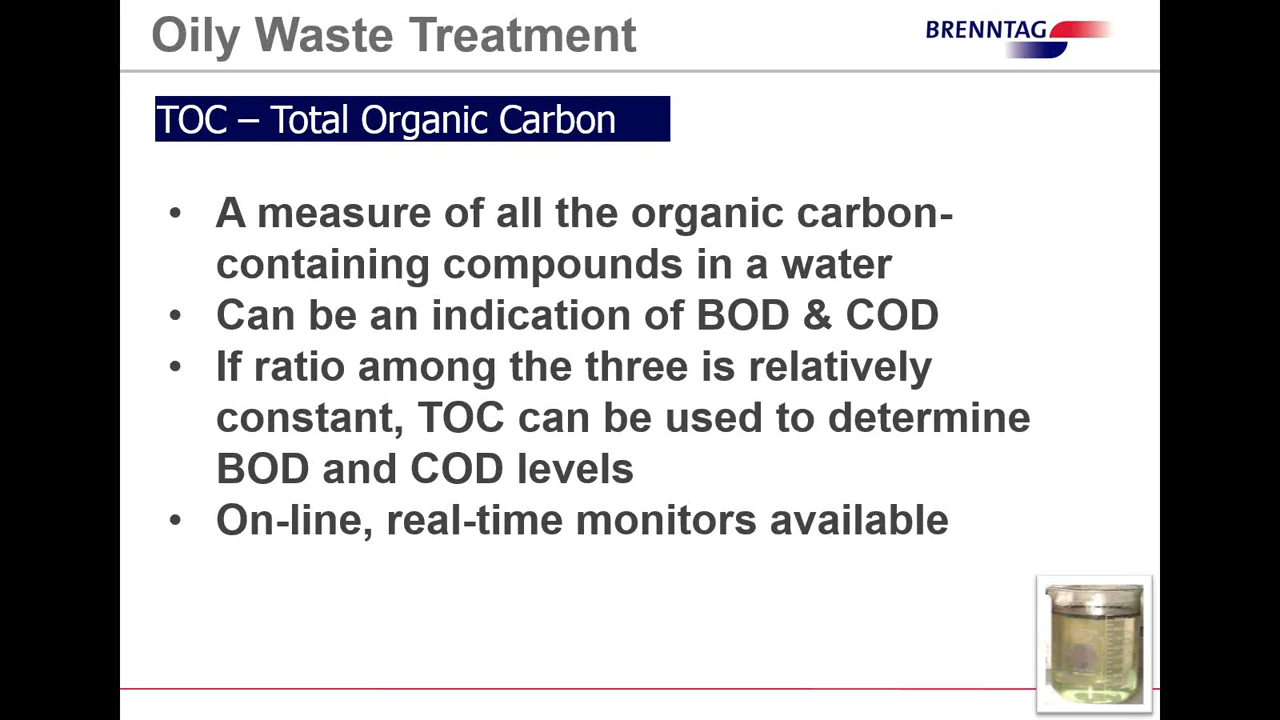 Oily Waste Treatment
BRENNTAG
TOC – Total Organic Carbon
• A measure of all the organic carbon-
containing compounds in a water
• Can be an indication of BOD & COD
• If ratio among the three is relatively
constant, TOC can be used to determine
BOD and COD levels
• On-line, real-time monitors available